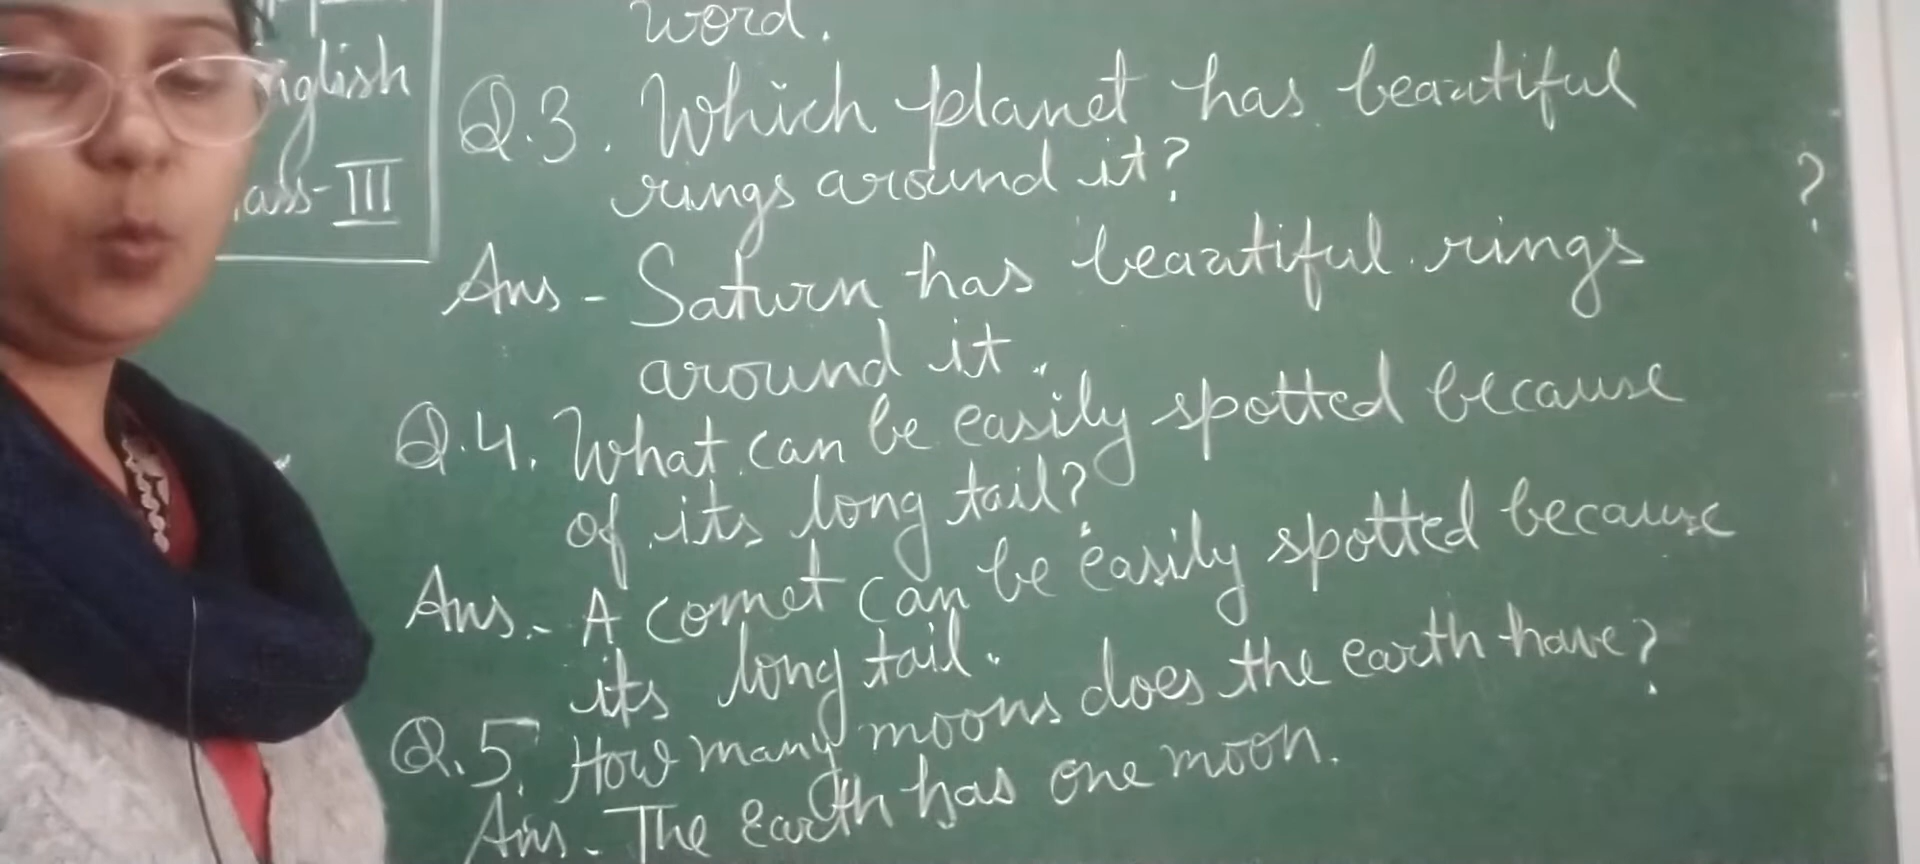 English
Class-III
word.
Q.3. Which planet has beautiful
rings around it?
?
Ans - Saturn has beautiful rings
around it.
Q.4. What can be easily spotted because
of its long tail?
Ans.- A comet can be easily spotted because
its long tail.
Q.5. How many moons does the earth have?
Ans - The earth has one moon.